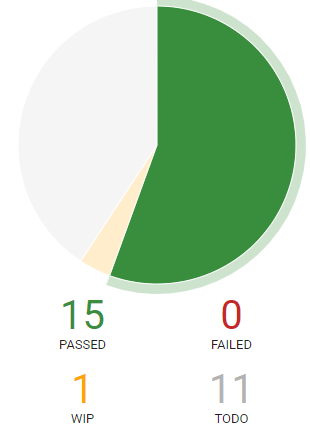 15 0
PASSED FAILED
1 11
WIP TODO